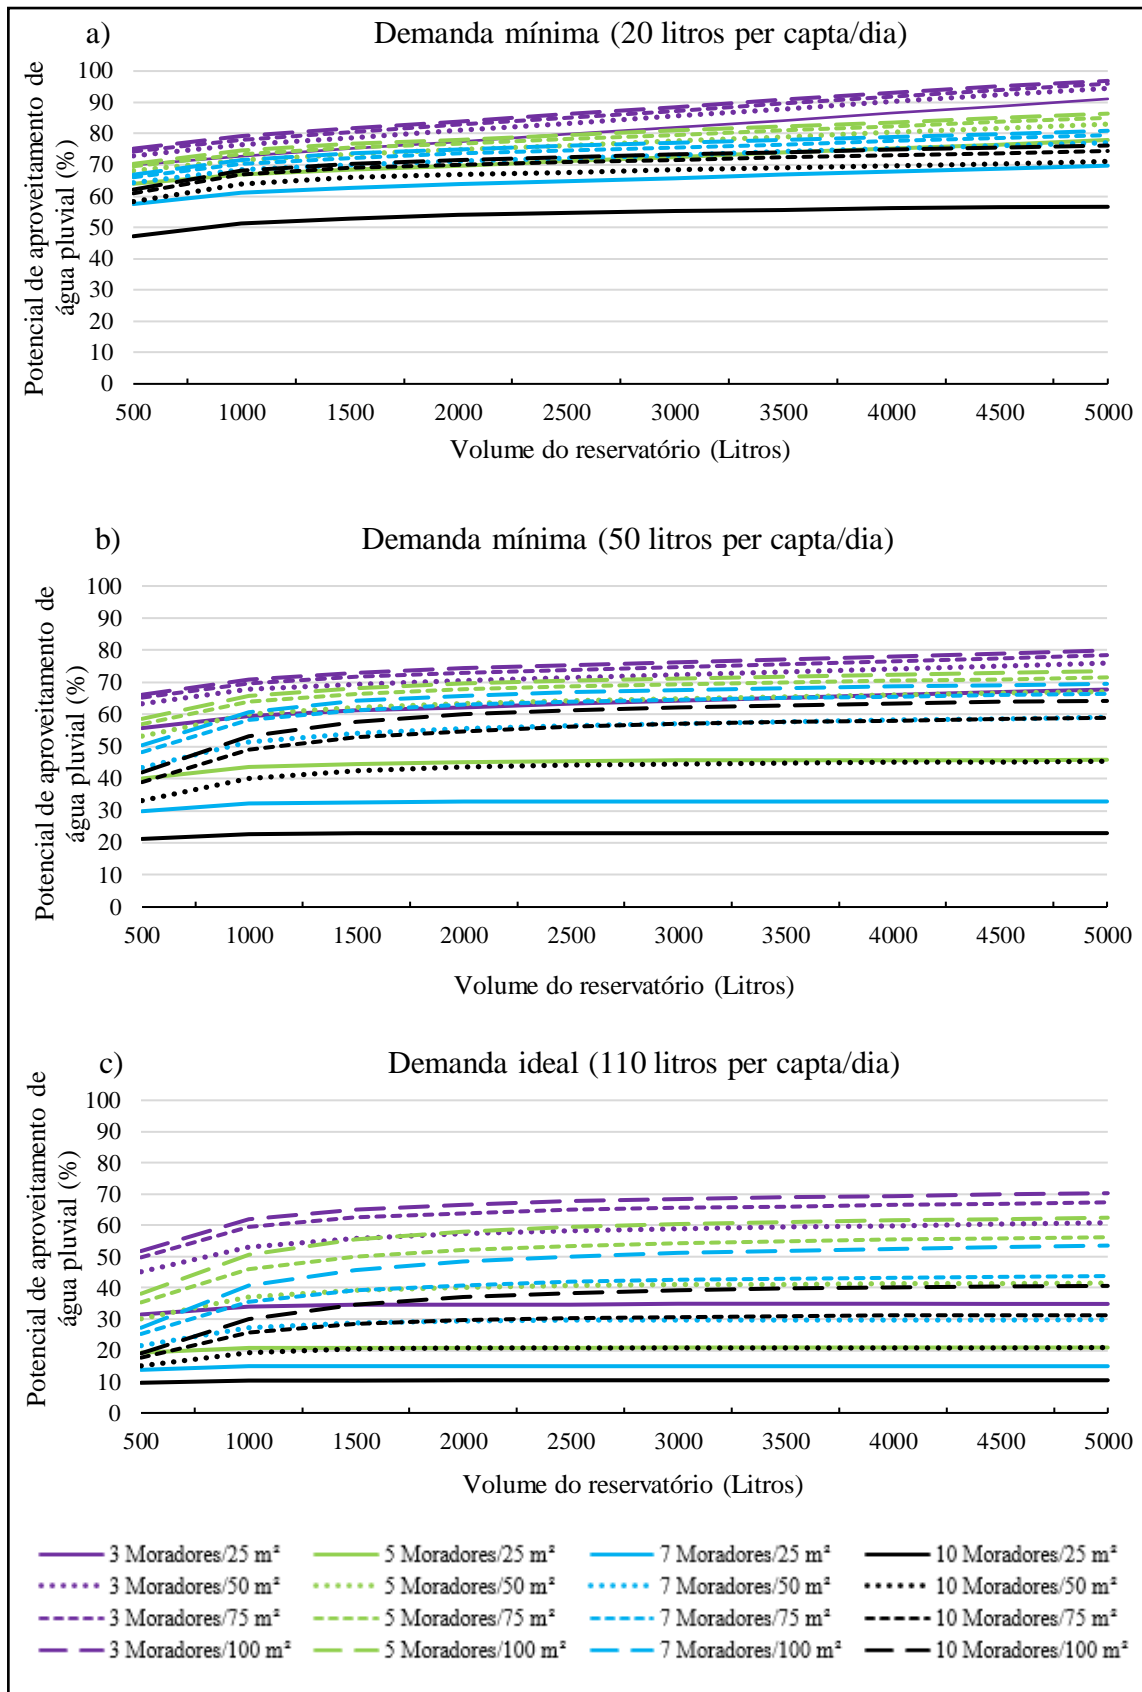 a) Demanda mínima (20 litros per capta/dia)
Potencial de aproveitamento de
água pluvial (%)
100
90
80
70
60
50
40
30
20
10
0
500 1000 1500 2000 2500 3000 3500 4000 4500 5000
Volume do reservatório (Litros)
b) Demanda mínima (50 litros per capta/dia)
Potencial de aproveitamento de
água pluvial (%)
100
90
80
70
60
50
40
30
20
10
0
500 1000 1500 2000 2500 3000 3500 4000 4500 5000
Volume do reservatório (Litros)
c) Demanda ideal (110 litros per capta/dia)
Potencial de aproveitamento de
água pluvial (%)
100
90
80
70
60
50
40
30
20
10
0
500 1000 1500 2000 2500 3000 3500 4000 4500 5000
Volume do reservatório (Litros)
3 Moradores/25 m² 5 Moradores/25 m² 7 Moradores/25 m² 10 Moradores/25 m²
3 Moradores/50 m² 5 Moradores/50 m² 7 Moradores/50 m² 10 Moradores/50 m²
3 Moradores/75 m² 5 Moradores/75 m² 7 Moradores/75 m² 10 Moradores/75 m²
3 Moradores/100 m² 5 Moradores/100 m² 7 Moradores/100 m² 10 Moradores/100 m²